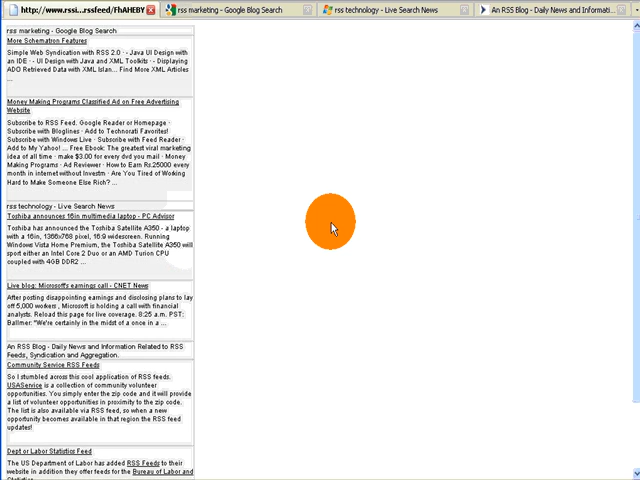 http://www.rssi...rssfeed/FhAHEBY
rss marketing - Google Blog Search
rss technology - Live Search News
An RSS Blog - Daily News and Informati...
rss marketing - Google Blog Search
More Schematron Features
Simple Web Syndication with RSS 2.0 · - Java UI Design with
an IDE · - UI Design with Java and XML Toolkits · - Displaying
ADO Retrieved Data with XML Islan... Find More XML Articles
...
Money Making Programs Classified Ad on Free Advertising
Website
Subscribe to RSS Feed. Google Reader or Homepage ·
Subscribe with Bloglines · Add to Technorati Favorites!
Subscribe with Windows Live · Subscribe with Feed Reader ·
Add to My Yahoo! ... Free Ebook: The greatest viral marketing
idea of all time · make $3.00 for every dvd you mail · Money
Making Programs · Ad Reviewer · How to Earn Rs.25000 every
month in internet without Investm · Are You Tired of Working
Hard to Make Someone Else Rich? ...
rss technology - Live Search News
Toshiba announces 16in multimedia laptop - PC Advisor
Toshiba has announced the Toshiba Satellite A350 - a laptop
with a 16in, 1366x768 pixel, 16:9 widescreen. Running
Windows Vista Home Premium, the Toshiba Satellite A350 will
sport either an Intel Core 2 Duo or an AMD Turion CPU
coupled with 4GB DDR2 ...
Live blog: Microsoft's earnings call - CNET News
After posting disappointing earnings and disclosing plans to lay
off 5,000 workers , Microsoft is holding a call with financial
analysts. Reload this page for live coverage. 8:25 a.m. PST:
Ballmer: "We're certainly in the midst of a once in a ...
An RSS Blog - Daily News and Information Related to RSS
Feeds, Syndication and Aggregation.
Community Service RSS Feeds
So I stumbled across this cool application of RSS feeds.
USAService is a collection of community volunteer
opportunities. You simply enter the zip code and it will provide
a list of volunteer opportunities in proximity to the zip code.
The list is also available via RSS feed, so when a new
opportunity becomes available in that region the RSS feed
updates!
Dept or Labor Statistics Feed
The US Department of Labor has added RSS Feeds to their
website in addition they offer feeds for the Bureau of Labor and
Statistics